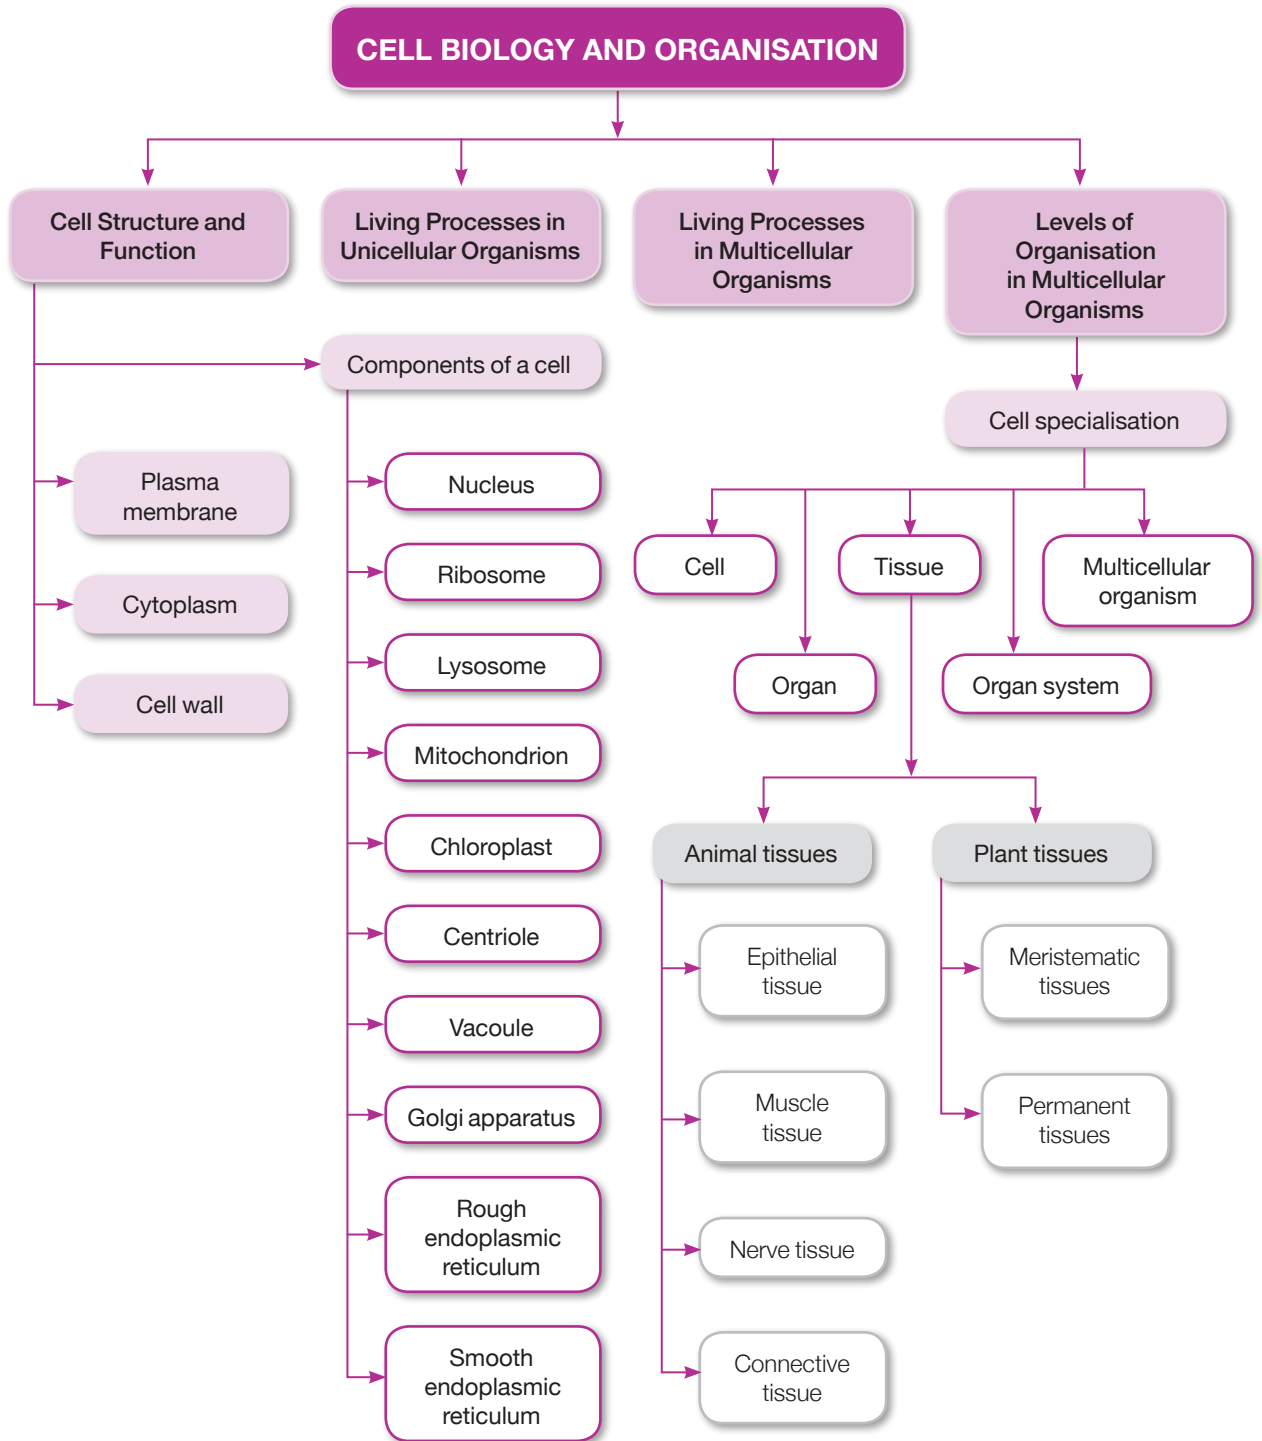 CELL BIOLOGY AND ORGANISATION
Cell Structure and
Function
Living Processes in
Unicellular Organisms
Living Processes
in Multicellular
Organisms
Levels of
Organisation
in Multicellular
Organisms
Components of a cell
Plasma
membrane
Cytoplasm
Cell wall
Nucleus
Ribosome
Lysosome
Mitochondrion
Chloroplast
Centriole
Vacoule
Golgi apparatus
Rough
endoplasmic
reticulum
Smooth
endoplasmic
reticulum
Cell specialisation
Cell
Tissue
Multicellular
organism
Organ
Organ system
Animal tissues
Plant tissues
Epithelial
tissue
Muscle
tissue
Nerve tissue
Connective
tissue
Meristematic
tissues
Permanent
tissues